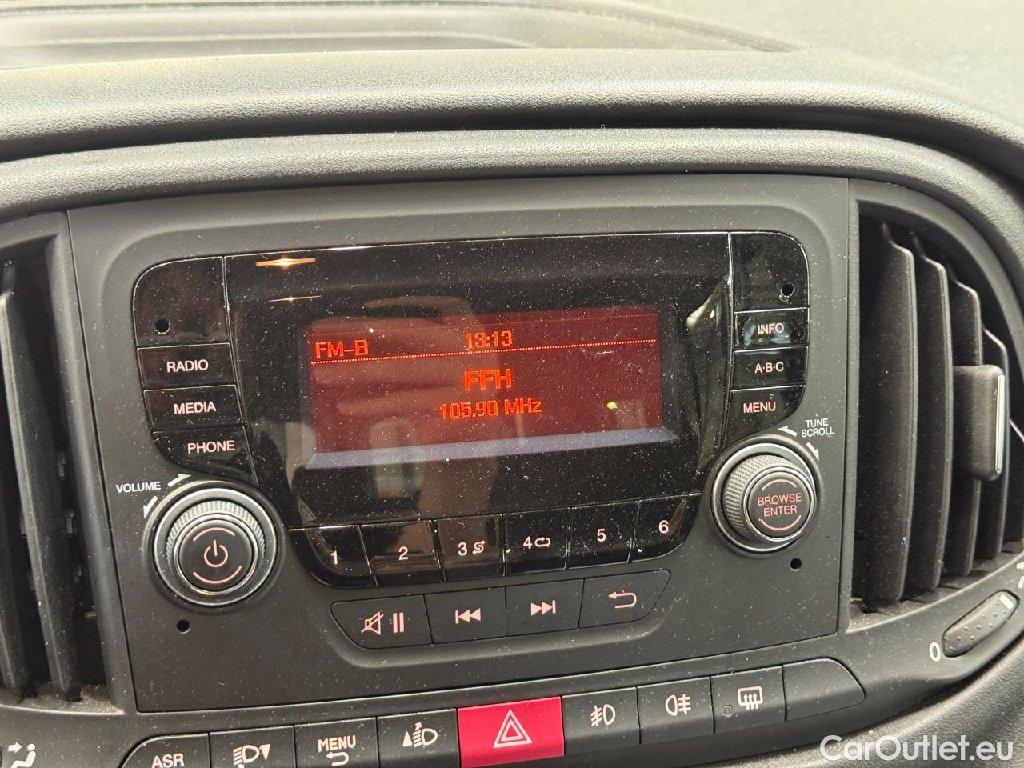 FM-B 13:13
FFH
105.90 MHz
RADIO
MEDIA
PHONE
INFO
A·B·C
MENU
VOLUME
TUNE
SCROLL
BROWSE
ENTER
1 2 3 4 5 6
0
ASR
MENU
CarOutlet.eu